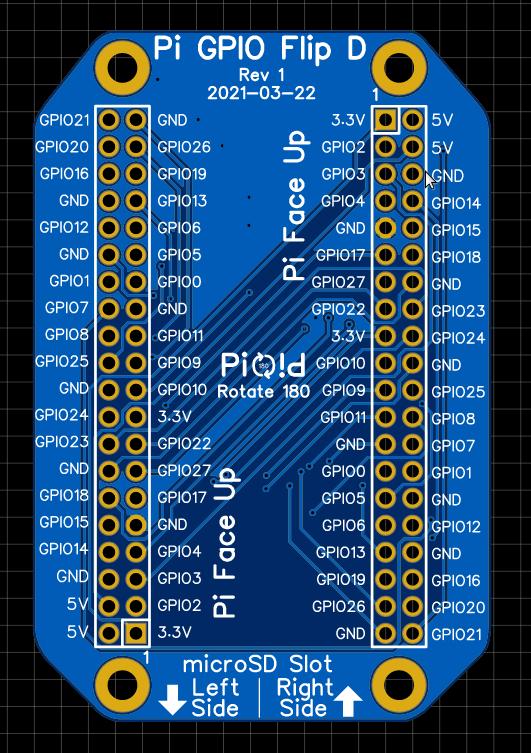 Pi GPIO Flip D
Rev 1
2021-03-22
1
GPIO21 GND 3.3V 5V
GPIO20 GPIO26 GPIO2 5V
GPIO16 GPIO19 GPIO3 GND
GND GPIO13 GPIO4 GPIO14
GPIO12 GPIO6 GND GPIO15
GND GPIO5 GPIO17 GPIO18
GPIO1 GPIO0 GPIO27 GND
GPIO7 GND GPIO22 GPIO23
GPIO8 GPIO11 3.3V GPIO24
GPIO25 GPIO9 GPIO10 GND
GND GPIO10 GPIO9 GPIO25
GPIO24 3.3V GPIO11 GPIO8
GPIO23 GPIO22 GND GPIO7
GND GPIO27 GPIO0 GPIO1
GPIO18 GPIO17 GPIO5 GND
GPIO15 GND GPIO6 GPIO12
GPIO14 GPIO4 GPIO13 GND
GND GPIO3 GPIO19 GPIO16
5V GPIO2 GPIO26 GPIO20
5V 3.3V GND GPIO21
Pi Face Up
Rotate 180
Pi Face Up
1
microSD Slot
Left Right
Side Side